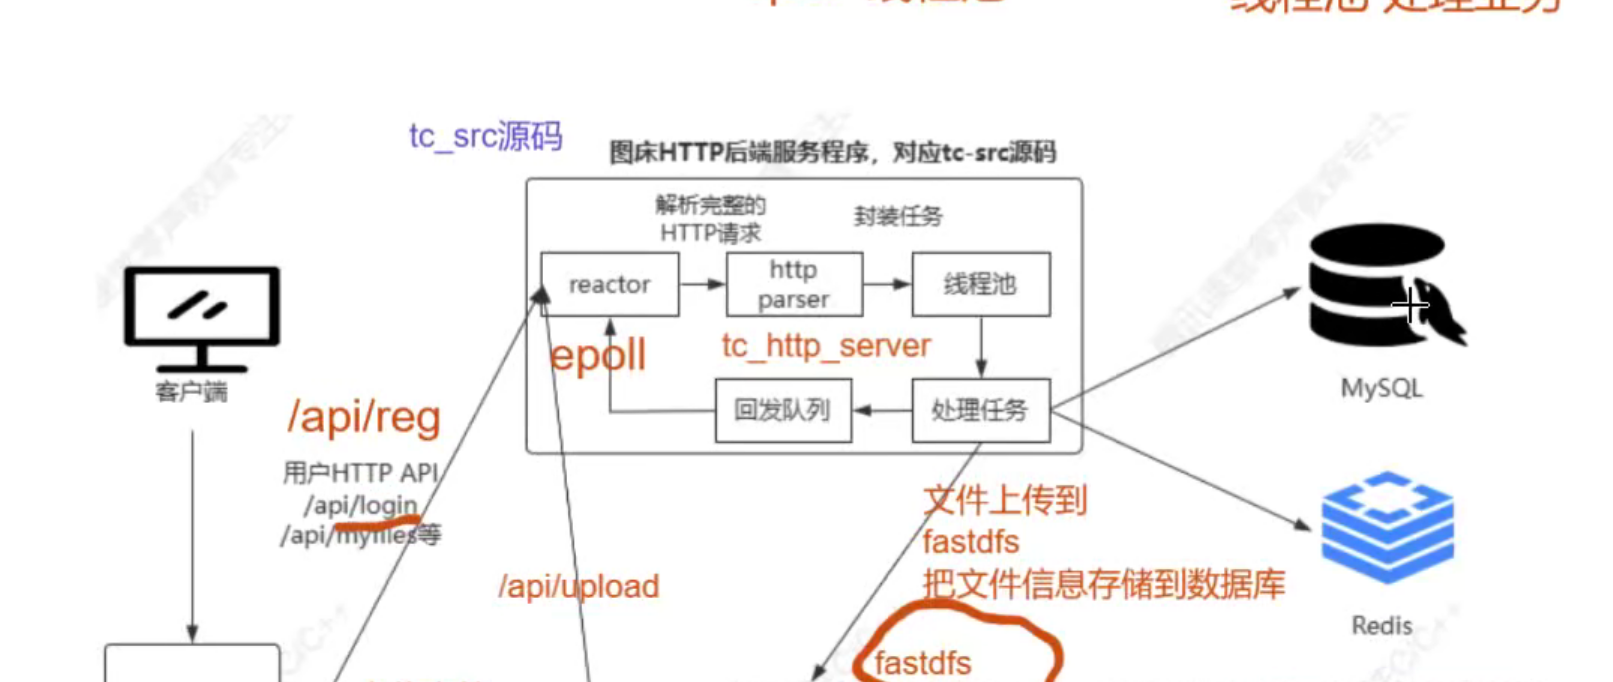 线程池 处理业务
tc_src源码
图床HTTP后端服务程序，对应tc-src源码
解析完整的
HTTP请求
封装任务
reactor
http
parser
线程池
epoll
tc_http_server
回发队列
处理任务
客户端
/api/reg
用户HTTP API
/api/login
/api/myfiles等
/api/upload
文件上传到
fastdfs
把文件信息存储到数据库
fastdfs
MySQL
Redis